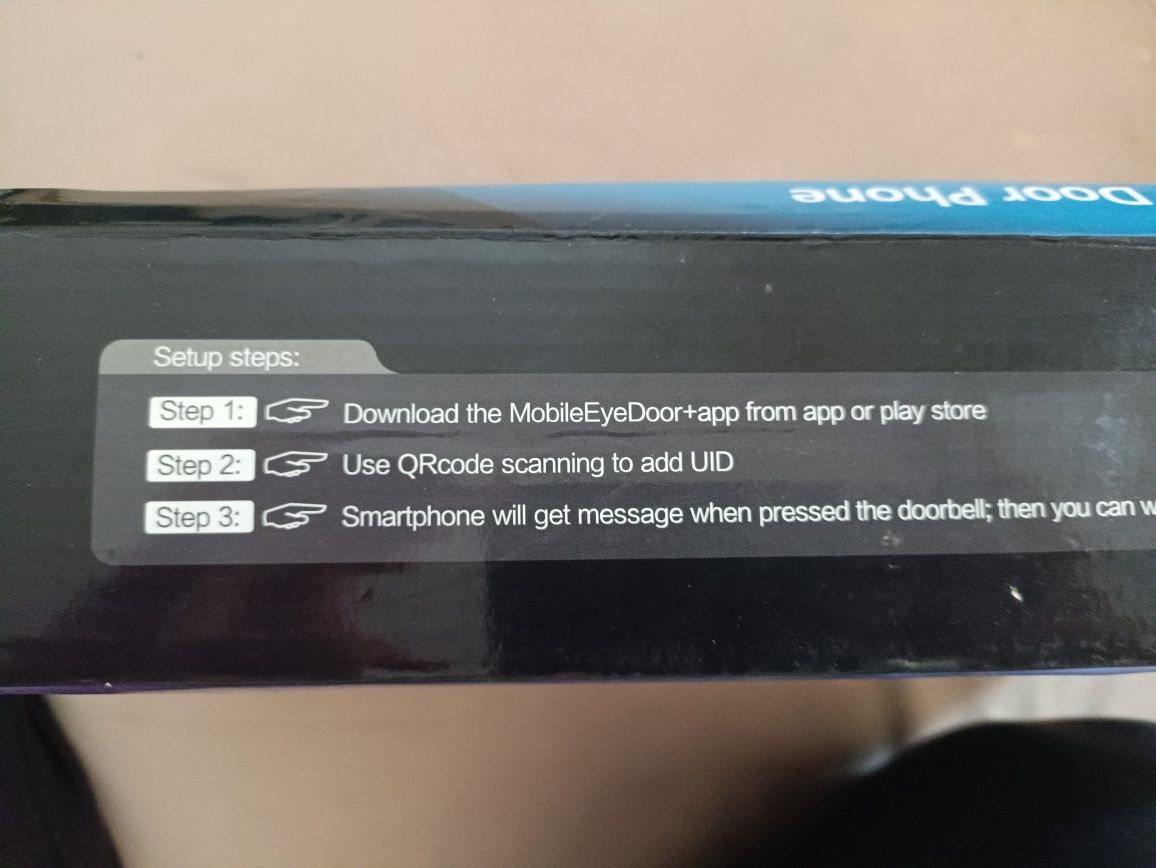 Door Phone
Setup steps:
Step 1: Download the MobileEyeDoor+app from app or play store
Step 2: Use QRcode scanning to add UID
Step 3: Smartphone will get message when pressed the doorbell; then you can